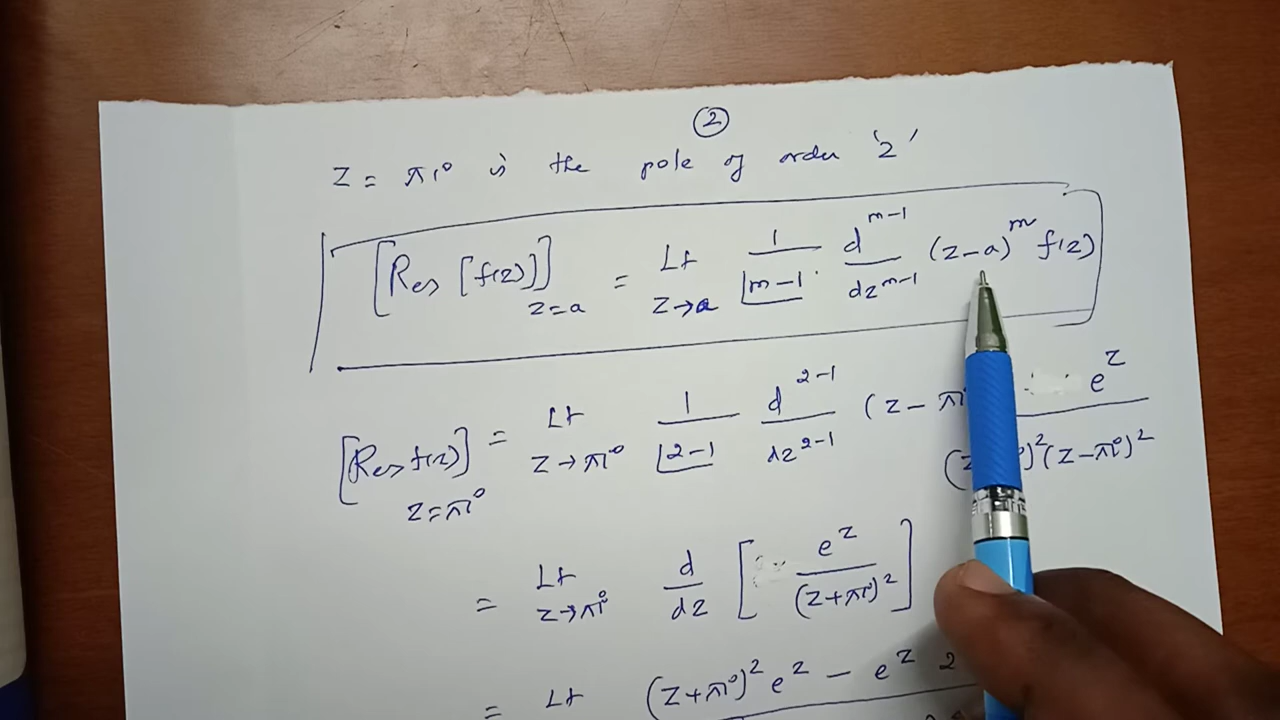 ②
z = πi is the pole of order '2'
[Res [f(z)]]_{z=a} = Lt_{z→a} 1/⌊m-1 · d^{m-1}/dz^{m-1} (z-a)^m f(z)
[Res f(z)]_{z=πi} = Lt_{z→πi} 1/⌊2-1 d^{2-1}/dz^{2-1} (z-πi e^z/(z )^2(z-πi)^2
= Lt_{z→πi} d/dz [e^z/(z+πi)^2]
= Lt (z+πi)^2 e^z - e^z 2